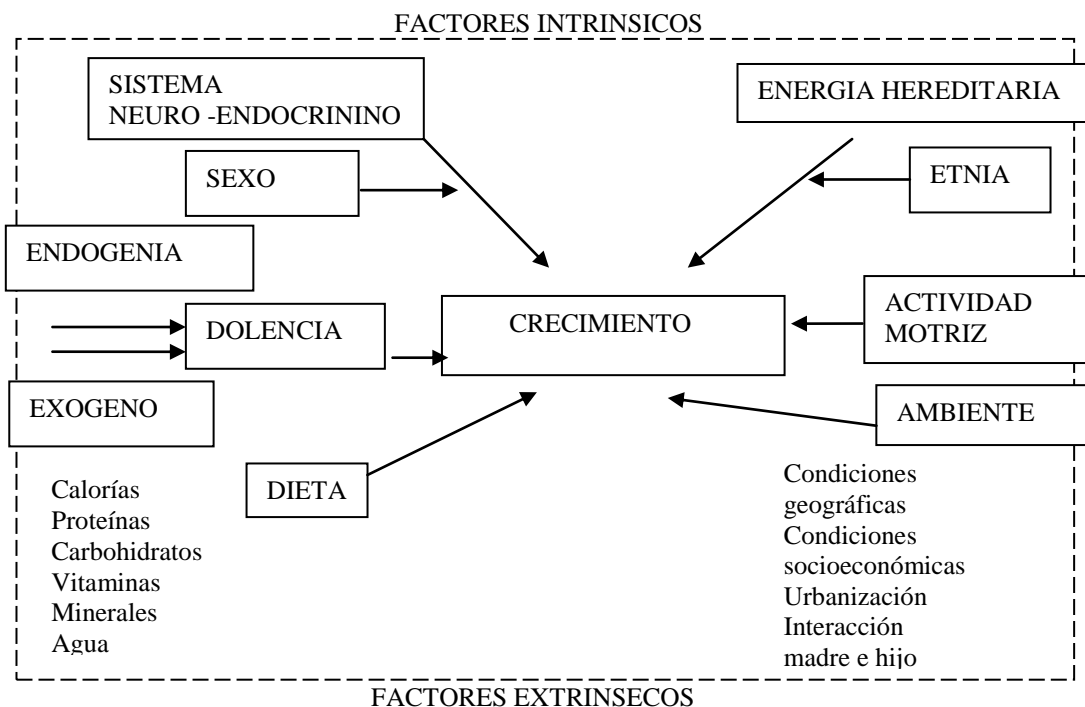 FACTORES INTRINSICOS
SISTEMA
NEURO -ENDOCRININO
ENERGIA HEREDITARIA
SEXO
ETNIA
ENDOGENIA
DOLENCIA
CRECIMIENTO
ACTIVIDAD
MOTRIZ
EXOGENO
AMBIENTE
DIETA
Calorías
Proteínas
Carbohidratos
Vitaminas
Minerales
Agua
Condiciones
geográficas
Condiciones
socioeconómicas
Urbanización
Interacción
madre e hijo
FACTORES EXTRINSECOS